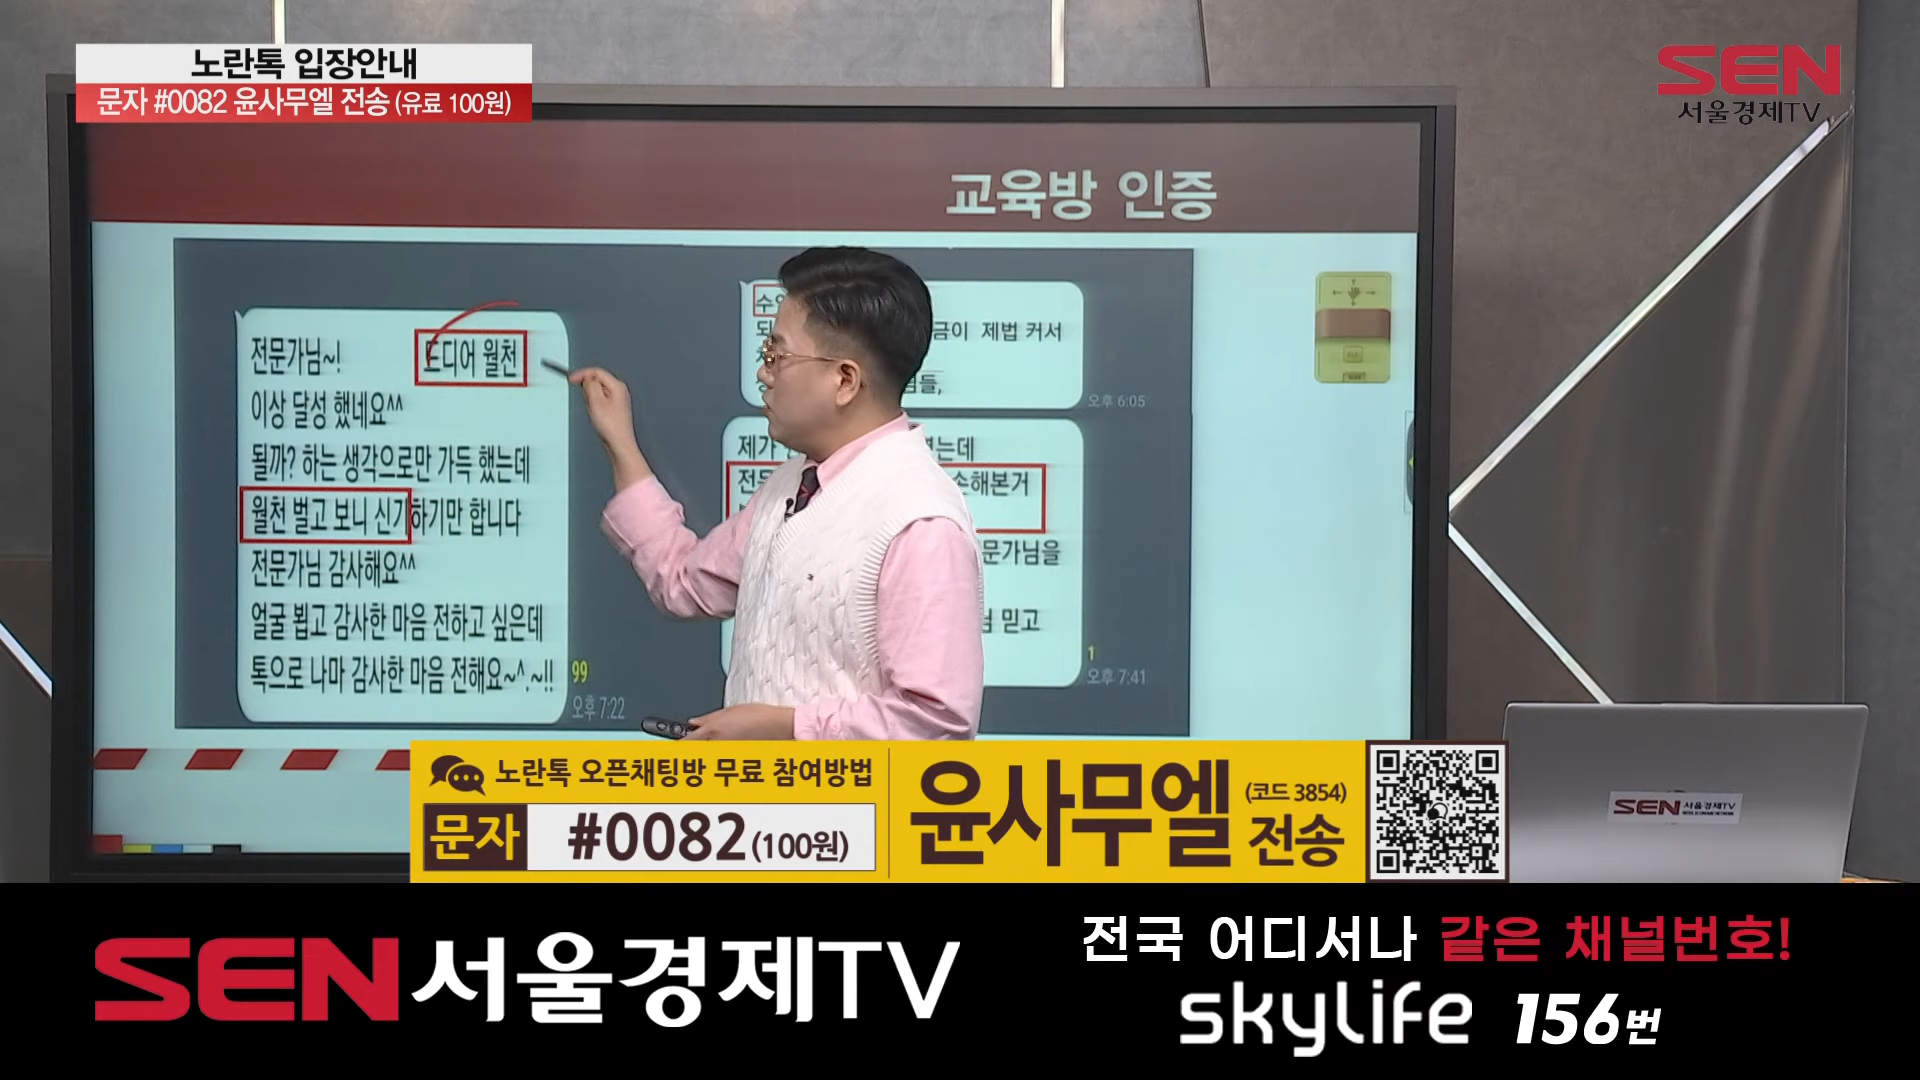 노란톡 입장안내
문자 #0082 윤사무엘 전송 (유료 100원)
SEN
서울경제TV
교육방 인증
전문가님~! 드디어 월천
이상 달성 했네요^^
될까? 하는 생각으로만 가득 했는데
월천 벌고 보니 신기하기만 합니다
전문가님 감사해요^^
얼굴 뵙고 감사한 마음 전하고 싶은데
톡으로 나마 감사한 마음 전해요~^.~!!
99
오후 7:22
제법 커서
오후 6:05
제가
손해본거
믿고
1
오후 7:41
노란톡 오픈채팅방 무료 참여방법
문자 #0082 (100원)
윤사무엘 (코드 3854) 전송
SEN 서울경제TV
SEN 서울경제TV
전국 어디서나 같은 채널번호!
skylife 156번